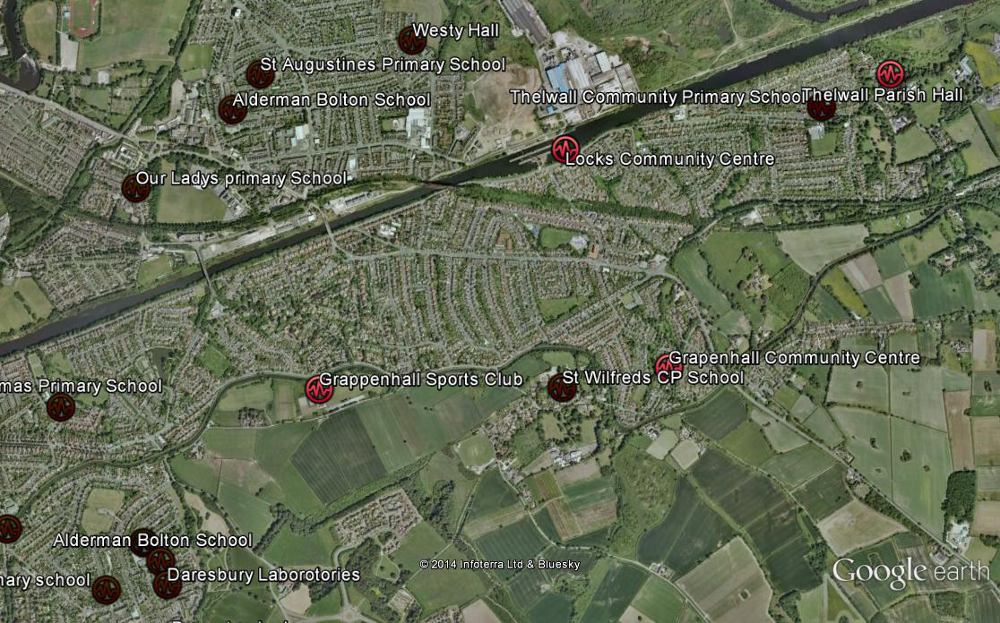 Westy Hall
St Augustines Primary School
Alderman Bolton School
Thelwall Community Primary School
Thelwall Parish Hall
Locks Community Centre
Our Ladys primary School
Grapenhall Community Centre
Grappenhall Sports Club
St Wilfreds CP School
mas Primary School
Alderman Bolton School
Daresbury Laborotories
nary school
© 2014 Infoterra Ltd & Bluesky
Google earth